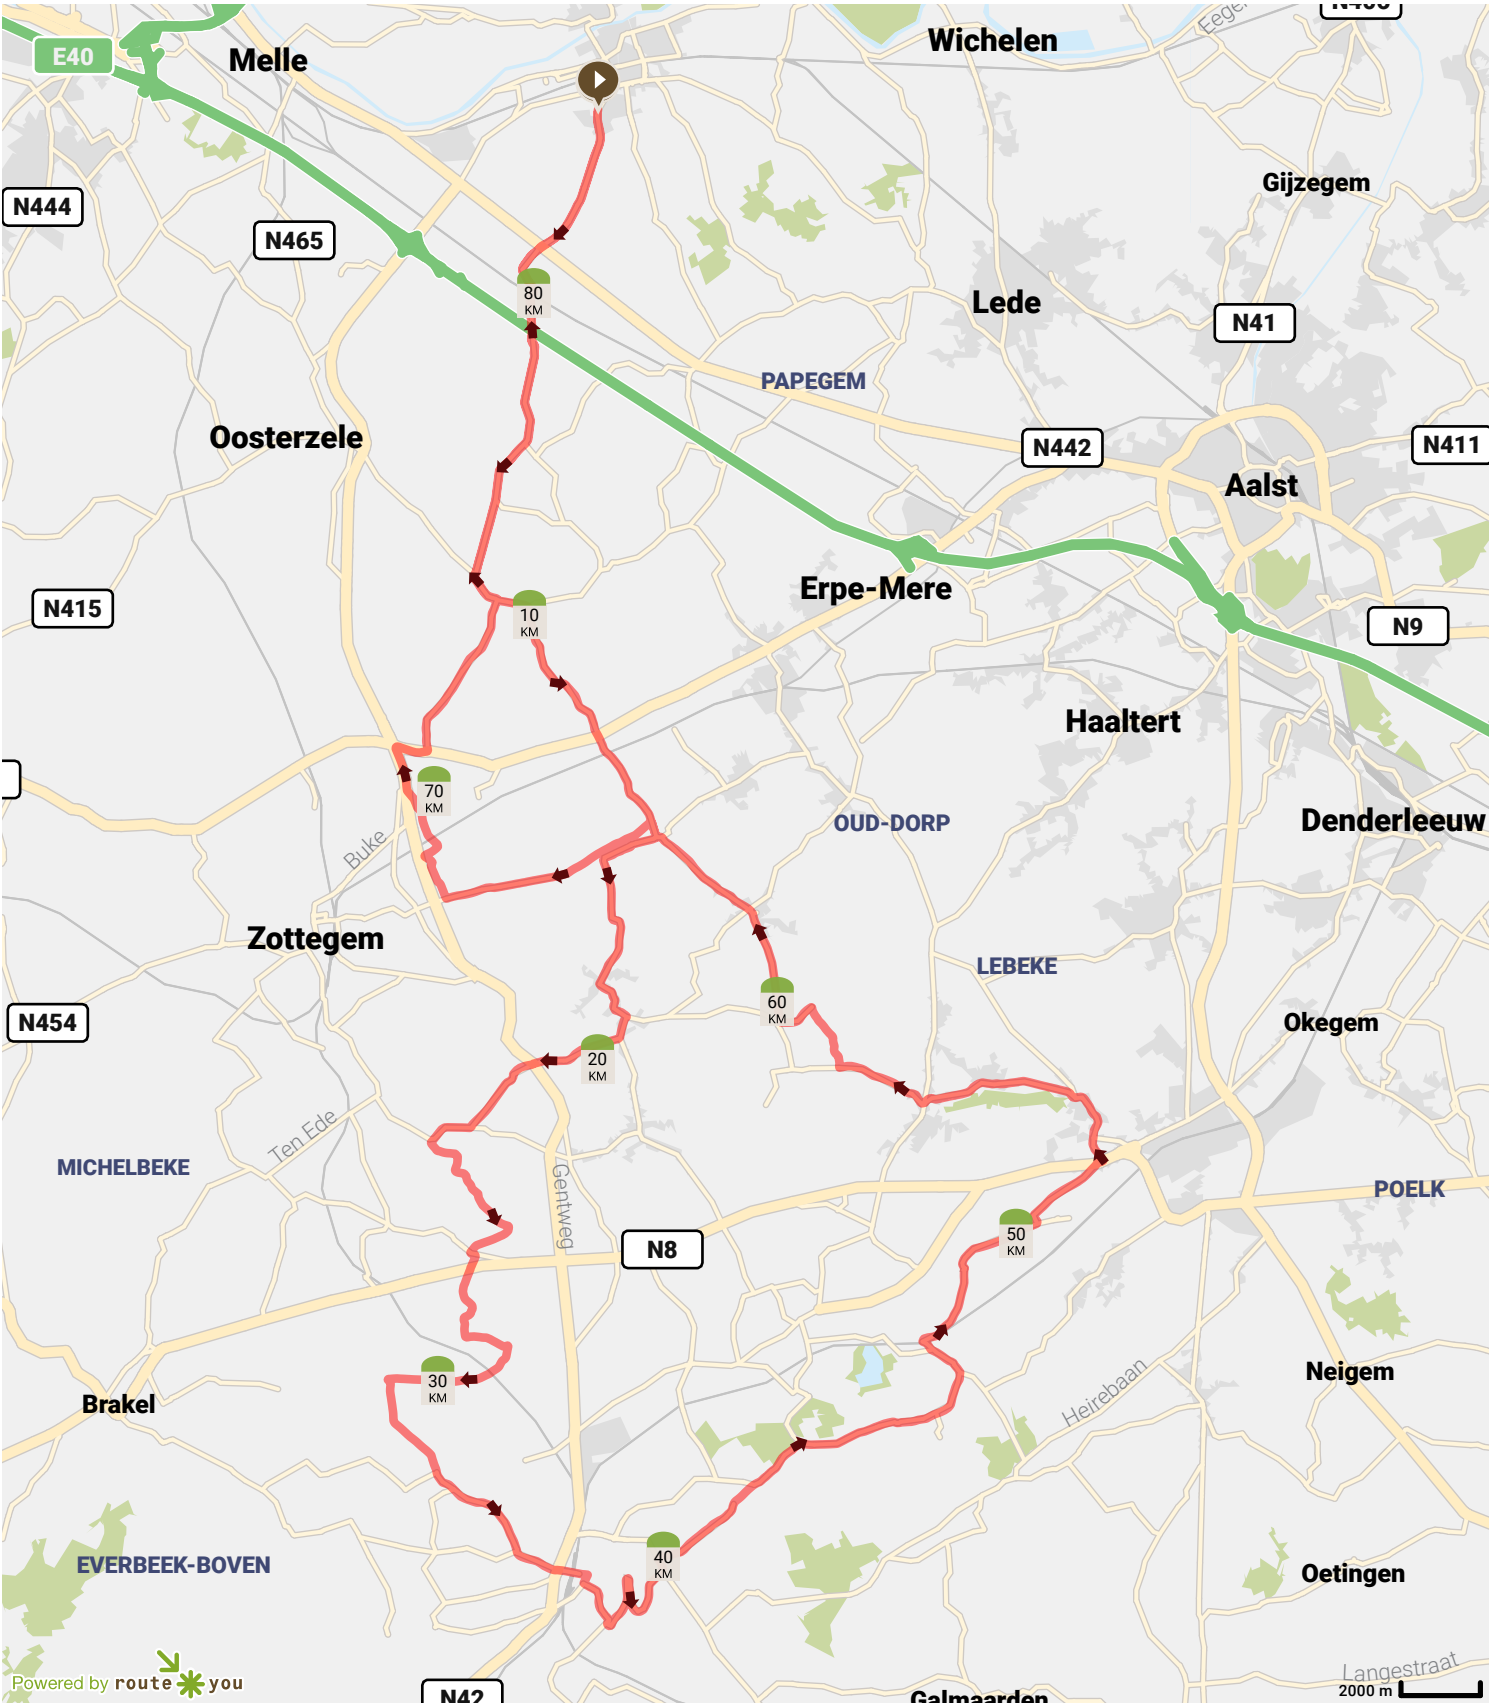 Wichelen
E40
Melle
Gijzegem
N444
N465
80
KM
Lede
N41
PAPEGEM
Oosterzele
N442
N411
Aalst
Erpe-Mere
N415
10
KM
N9
Haaltert
70
KM
OUD-DORP
Denderleeuw
Buke
Zottegem
LEBEKE
60
KM
N454
Okegem
20
KM
Ten Ede
MICHELBEKE
POELK
Gentweg
50
KM
N8
30
KM
Neigem
Heirebaan
Brakel
40
KM
EVERBEEK-BOVEN
Oetingen
Langestraat
Powered by route you
2000 m
N42
Galmaarden